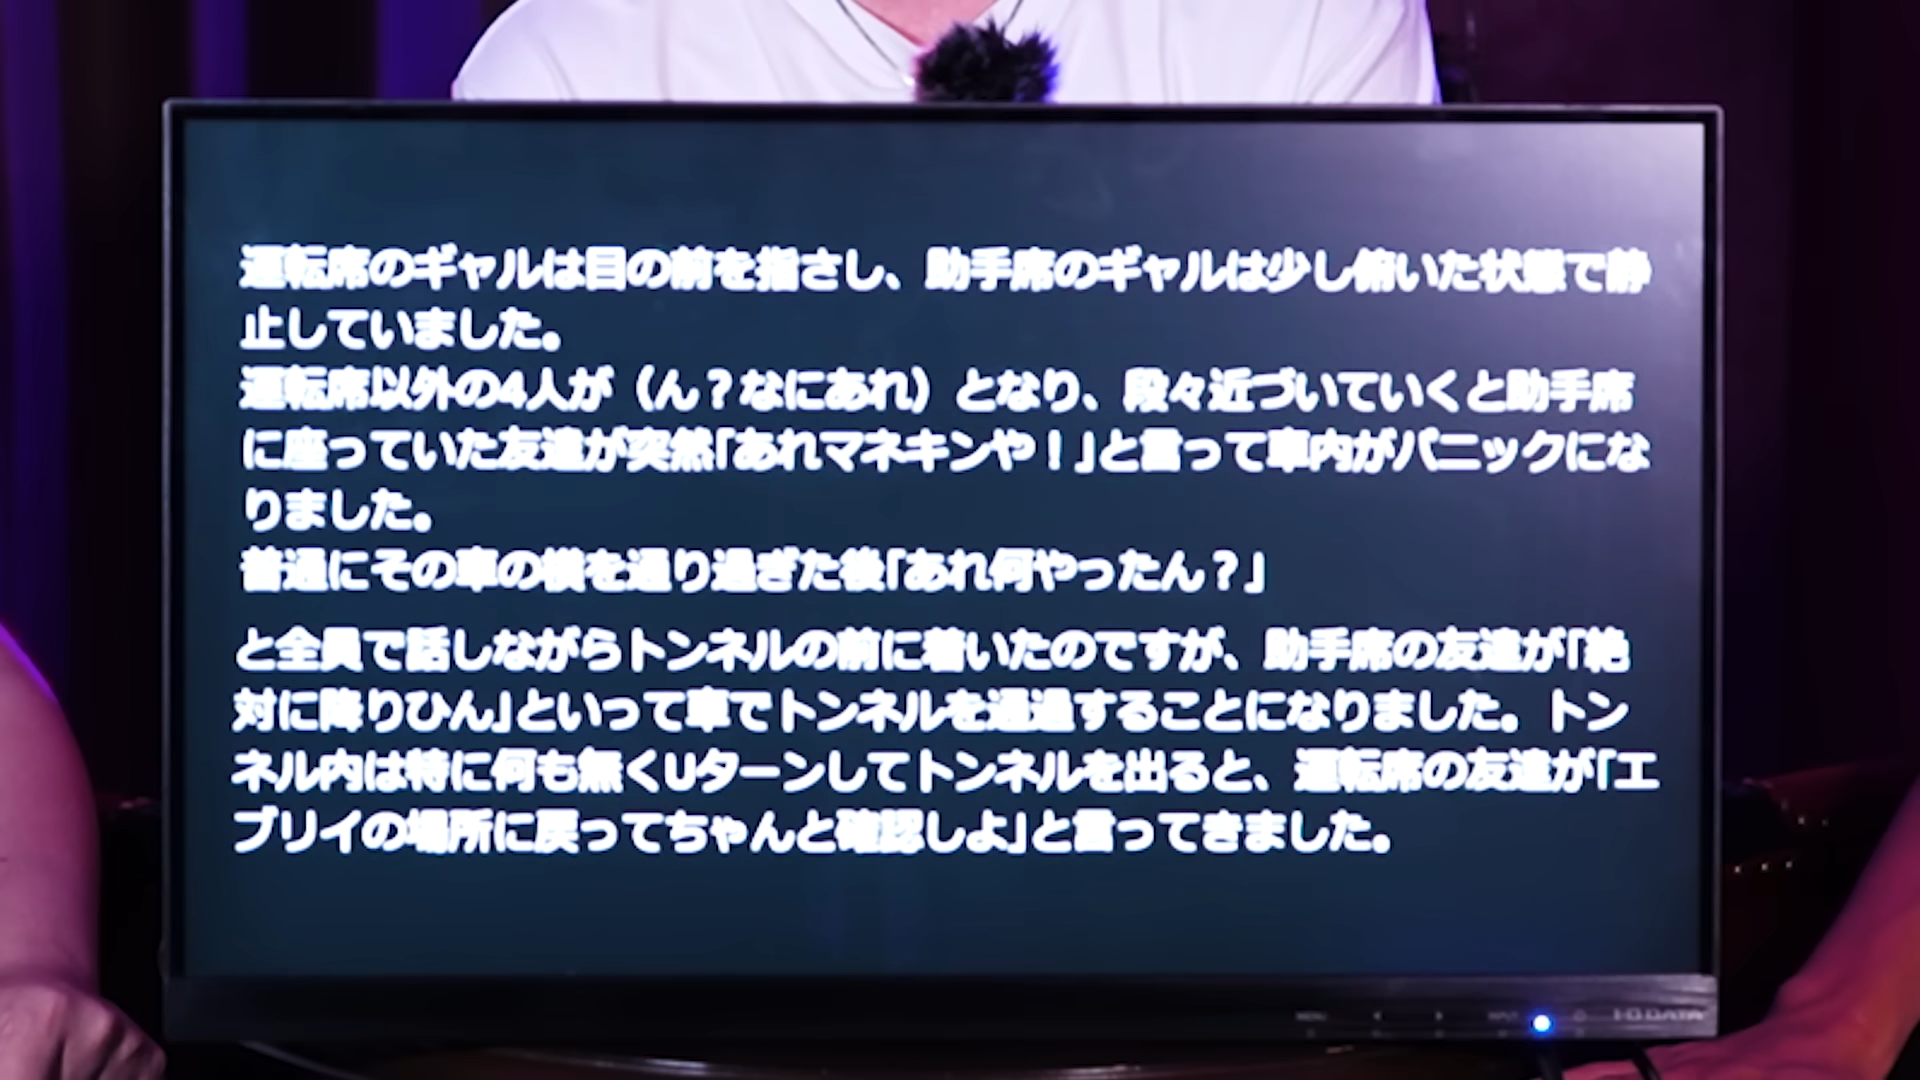 運転席のギャルは目の前を指さし、助手席のギャルは少し俯いた状態で静
止していました。
運転席以外の4人が（ん？なにあれ）となり、段々近づいていくと助手席
に座っていた友達が突然「あれマネキンや！」と言って車内がパニックにな
りました。
普通にその車の横を通り過ぎた後「あれ何やったん？」
と全員で話しながらトンネルの前に着いたのですが、助手席の友達が「絶
対に降りひん」といって車でトンネルを通過することになりました。トン
ネル内は特に何も無くUターンしてトンネルを出ると、運転席の友達が「エ
ブリイの場所に戻ってちゃんと確認しよ」と言ってきました。
MENU
INPUT
I-O DATA